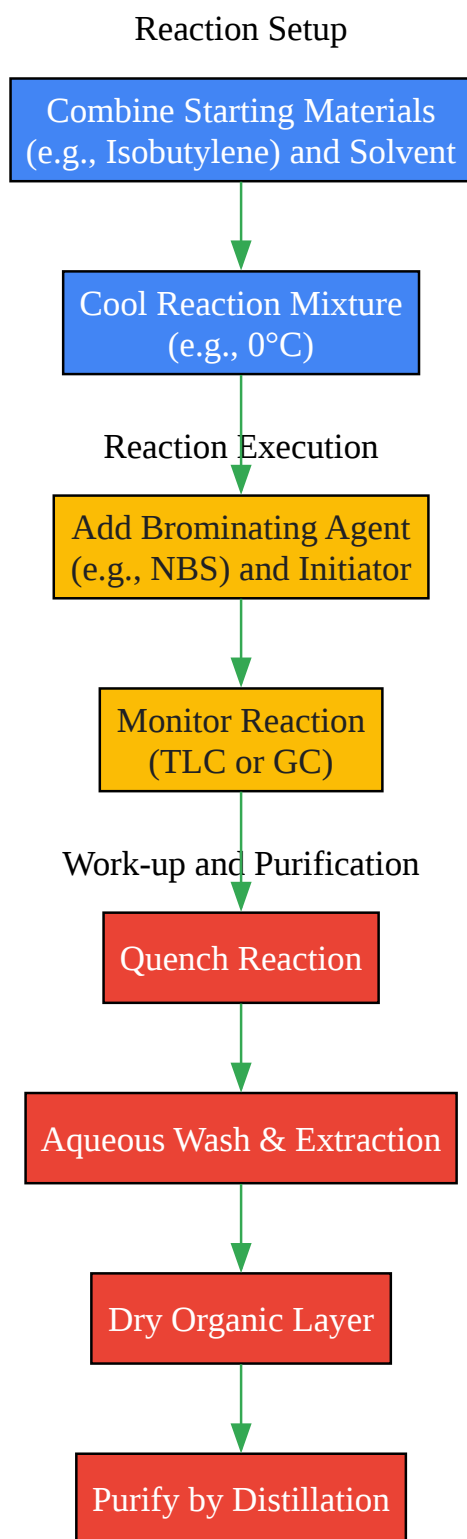 Reaction Setup
Combine Starting Materials
(e.g., Isobutylene) and Solvent
Cool Reaction Mixture
(e.g., 0°C)
Reaction Execution
Add Brominating Agent
(e.g., NBS) and Initiator
Monitor Reaction
(TLC or GC)
Work-up and Purification
Quench Reaction
Aqueous Wash & Extraction
Dry Organic Layer
Purify by Distillation